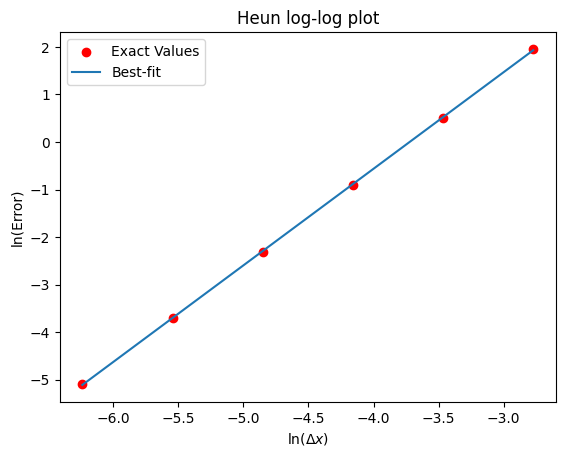 Heun log-log plot
Exact Values
Best-fit
ln(Error)
2
1
0
−1
−2
−3
−4
−5
−6.0 −5.5 −5.0 −4.5 −4.0 −3.5 −3.0
ln(Δx)